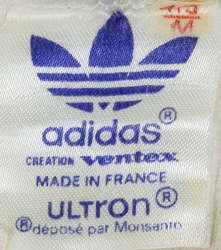 adidas®
CREATION ventex
MADE IN FRANCE
ULTRON®
®déposé par Monsanto